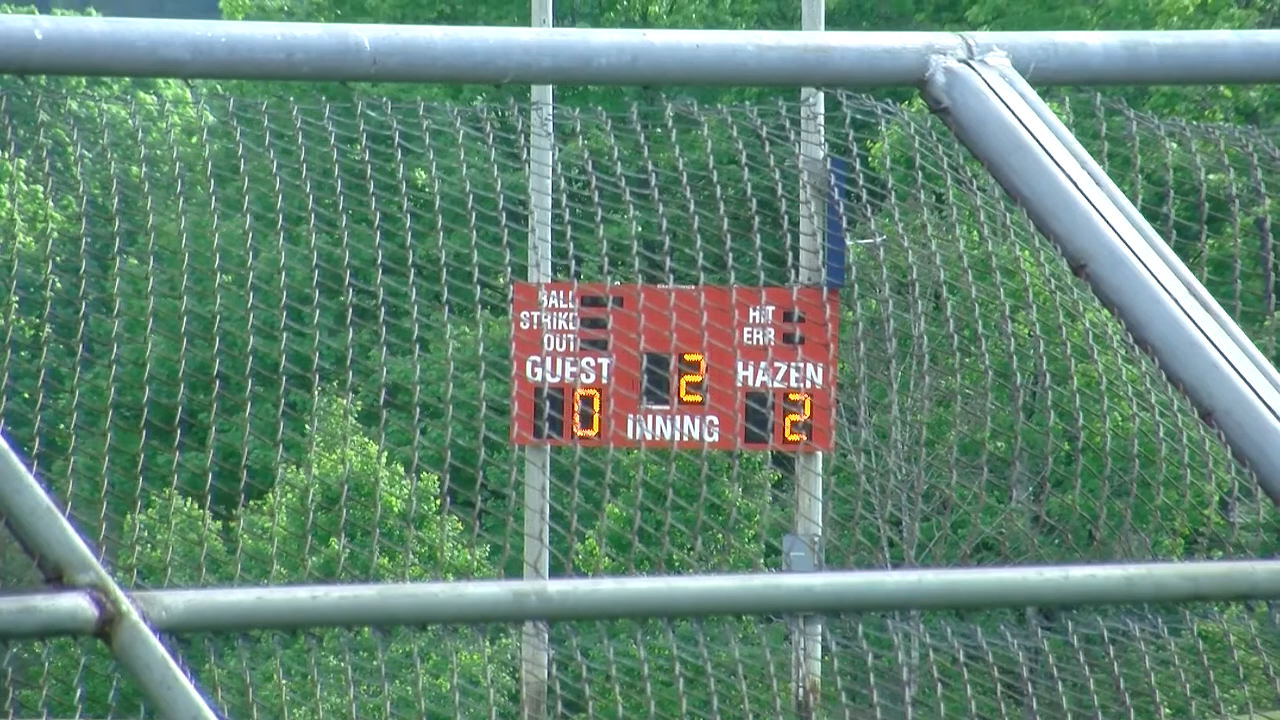 BALL
STRIKE
OUT
HIT
ERR
GUEST 2 HAZEN
0 INNING 2